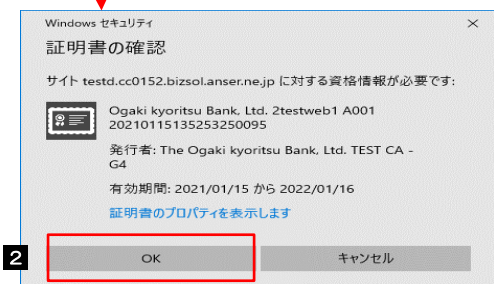 Windows セキュリティ
証明書の確認
サイト testd.cc0152.bizsol.anser.ne.jp に対する資格情報が必要です:
Ogaki kyoritsu Bank, Ltd. 2testweb1 A001
20210115135253250095
発行者: The Ogaki kyoritsu Bank, Ltd. TEST CA -
G4
有効期間: 2021/01/15 から 2022/01/16
証明書のプロパティを表示します
2
OK
キャンセル